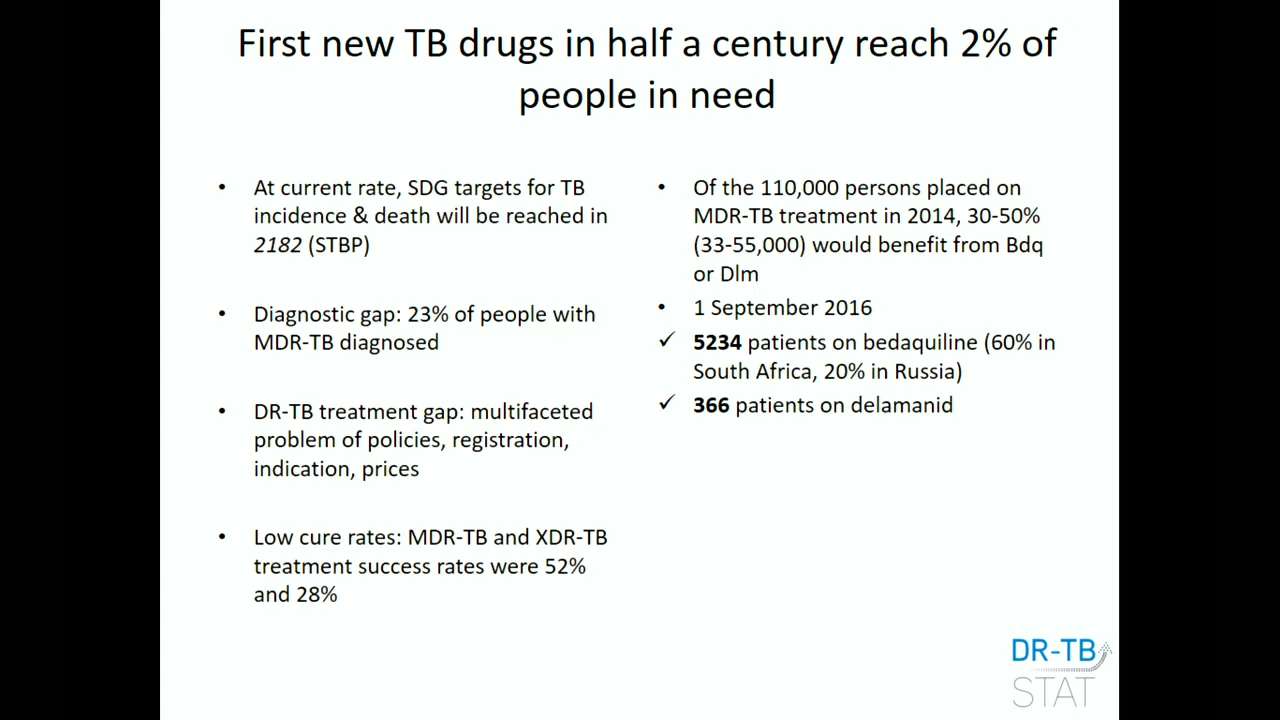 First new TB drugs in half a century reach 2% of
people in need
• At current rate, SDG targets for TB
incidence & death will be reached in
2182 (STBP)
• Diagnostic gap: 23% of people with
MDR-TB diagnosed
• DR-TB treatment gap: multifaceted
problem of policies, registration,
indication, prices
• Low cure rates: MDR-TB and XDR-TB
treatment success rates were 52%
and 28%
• Of the 110,000 persons placed on
MDR-TB treatment in 2014, 30-50%
(33-55,000) would benefit from Bdq
or Dlm
• 1 September 2016
✓ 5234 patients on bedaquiline (60% in
South Africa, 20% in Russia)
✓ 366 patients on delamanid
DR-TB
STAT